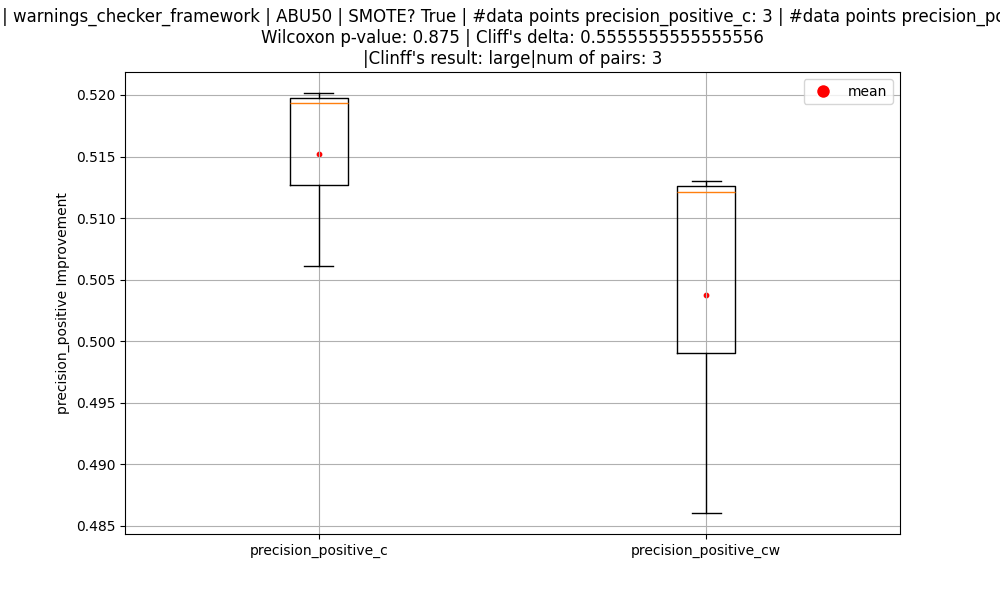 | warnings_checker_framework | ABU50 | SMOTE? True | #data points precision_positive_c: 3 | #data points
Wilcoxon p-value: 0.875 | Cliff's delta: 0.5555555555555556
|Clinff's result: large|num of pairs: 3
mean
0.520
0.515
0.510
0.505
0.500
0.495
0.490
0.485
precision_positive Improvement
precision_positive_c
precision_positive_cw